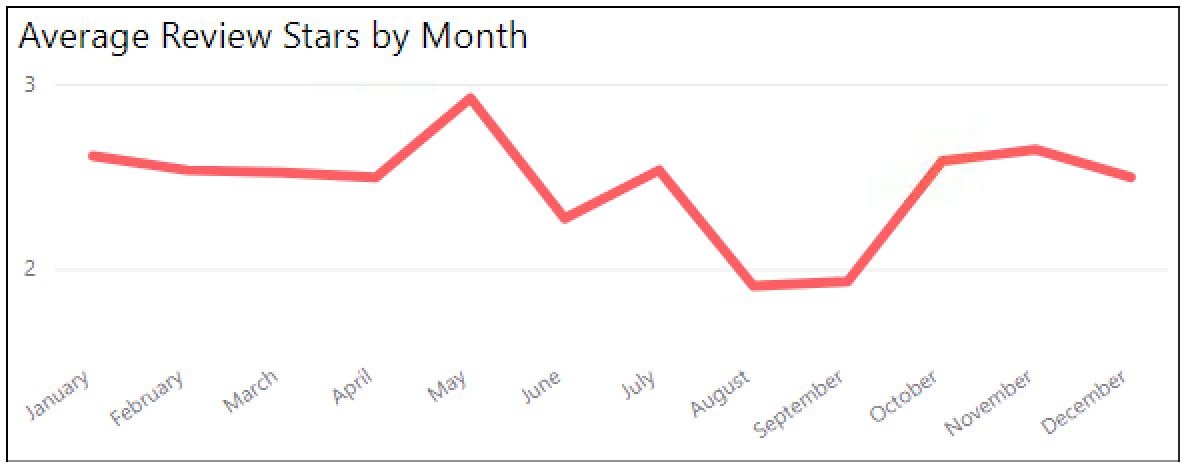 Average Review Stars by Month
3
2
January
February
March
April
May
June
July
August
September
October
November
December